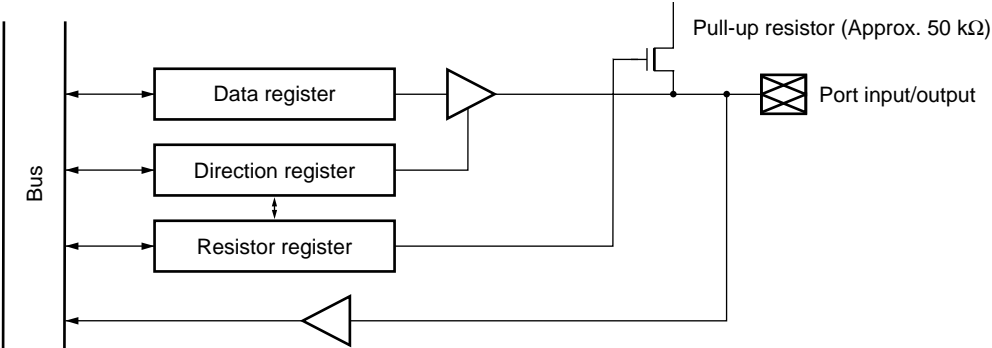 Pull-up resistor (Approx. 50 kΩ)
Data register
Port input/output
Direction register
Bus
Resistor register